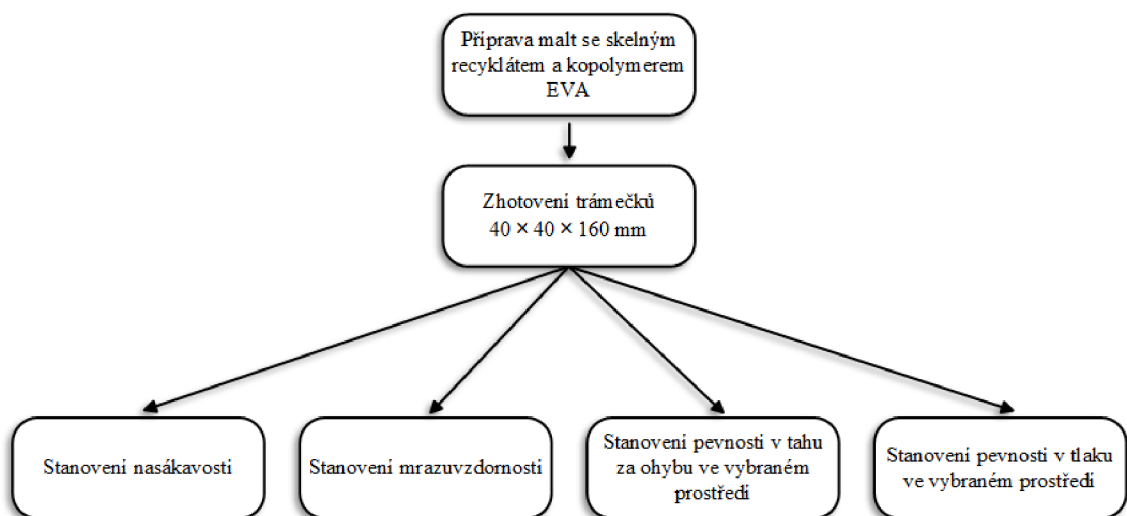 Příprava malt se skelným
recyklátem a kopolymerem
EVA
Zhotovení trámečků
40 × 40 × 160 mm
Stanovení nasákavosti
Stanovení mrazuvzdornosti
Stanovení pevnosti v tahu
za ohybu ve vybraném
prostředí
Stanovení pevnosti v tlaku
ve vybraném prostředí